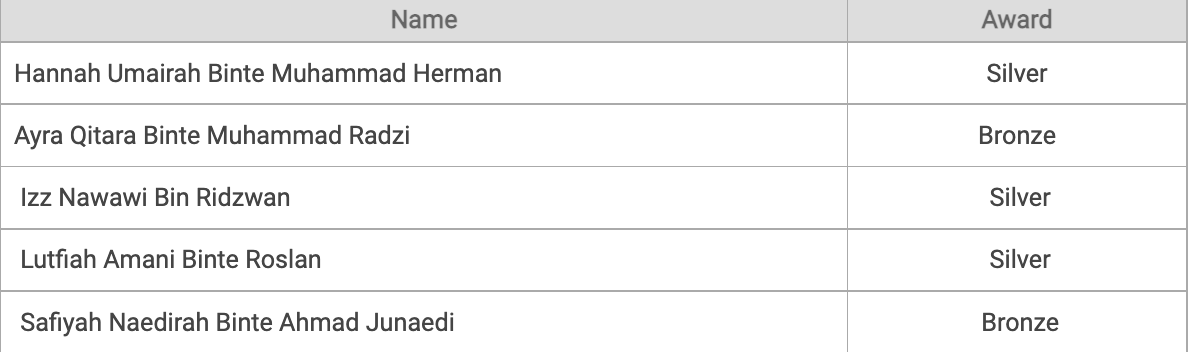 Name Award
Hannah Umairah Binte Muhammad Herman Silver
Ayra Qitara Binte Muhammad Radzi Bronze
Izz Nawawi Bin Ridzwan Silver
Lutfiah Amani Binte Roslan Silver
Safiyah Naedirah Binte Ahmad Junaedi Bronze